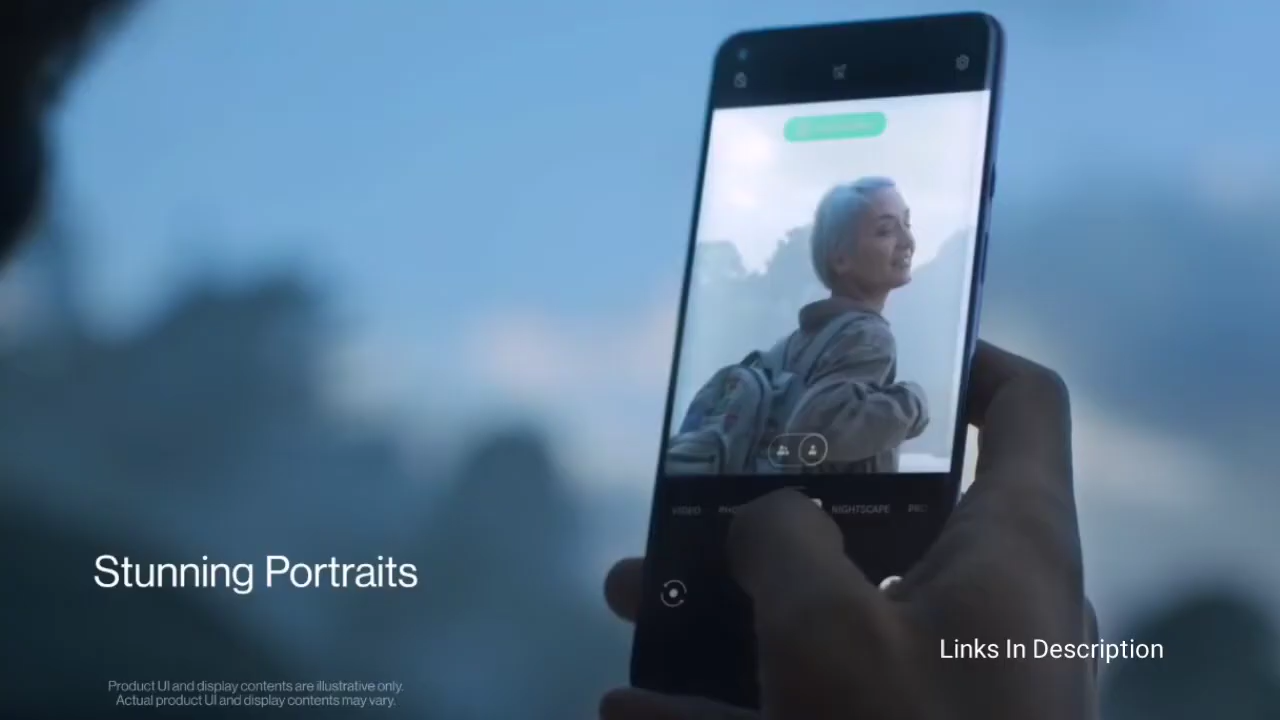 VIDEO
NIGHTSCAPE
Stunning Portraits
Links In Description
Product UI and display contents are illustrative only.
Actual product UI and display contents may vary.